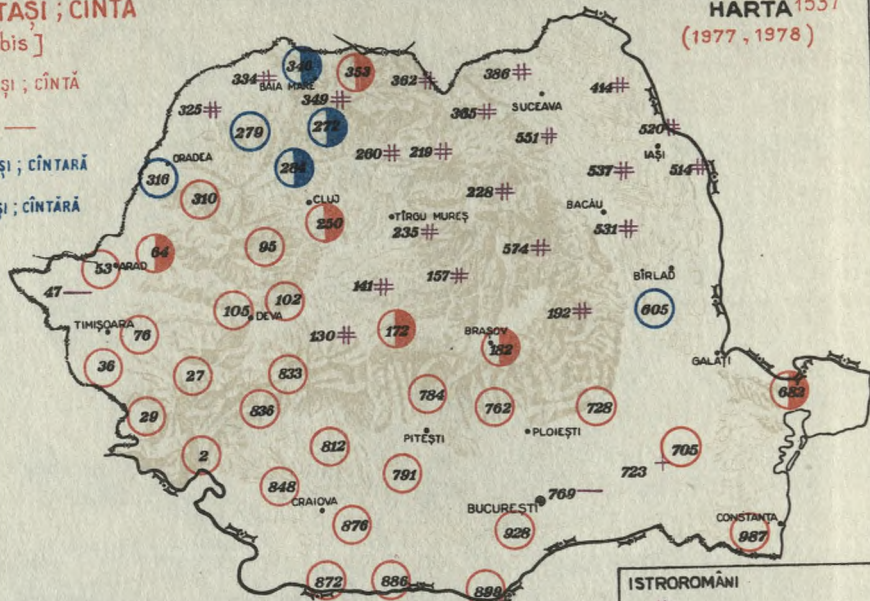 TAȘI ; CÎNTA
HARTA 1537
bis]
(1977, 1978)
ȘI ; CÎNTĂ
ȘI ; CÎNTARĂ
ȘI ; CÎNTĂRĂ
334
346
353
362
386
414
BAIA MARE
349
SUCEAVA
325
365
279
272
551
520
260
219
IAȘI
ORADEA
284
537
514
316
310
228
CLUJ
BACĂU
250
TÎRGU MUREȘ
235
531
95
574
64
53
ARAD
157
BÎRLAD
47
141
102
105
DEVA
192
605
TIMIȘOARA
76
130
172
BRAȘOV
182
GALAȚI
36
27
833
682
784
29
836
762
728
PITEȘTI
PLOIEȘTI
2
812
705
791
723
848
CRAIOVA
769
BUCUREȘTI
876
928
CONSTANȚA
987
872
886
898
ISTROROMÂNI